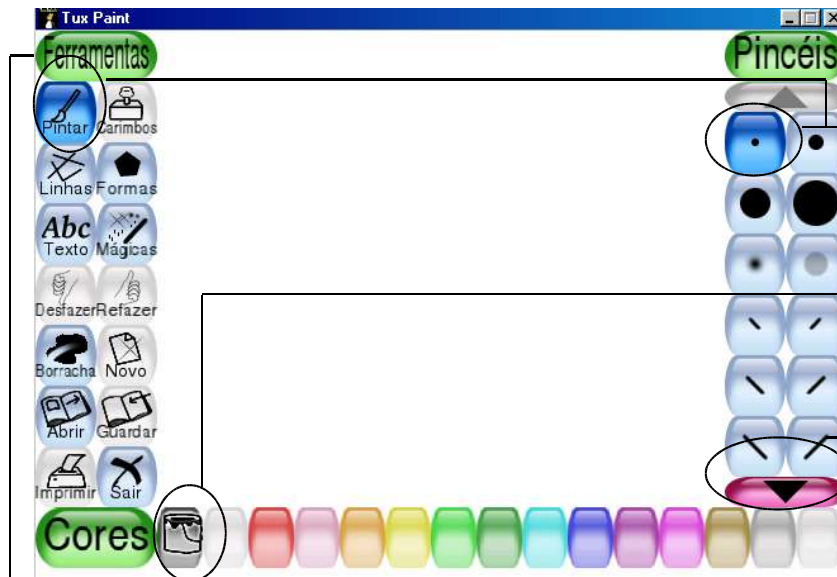 Tux Paint
Ferramentas
Pincéis
Pintar Carimbos
Linhas Formas
Abc
Texto Mágicas
Desfazer Refazer
Borracha Novo
Abrir Guardar
Imprimir Sair
Cores